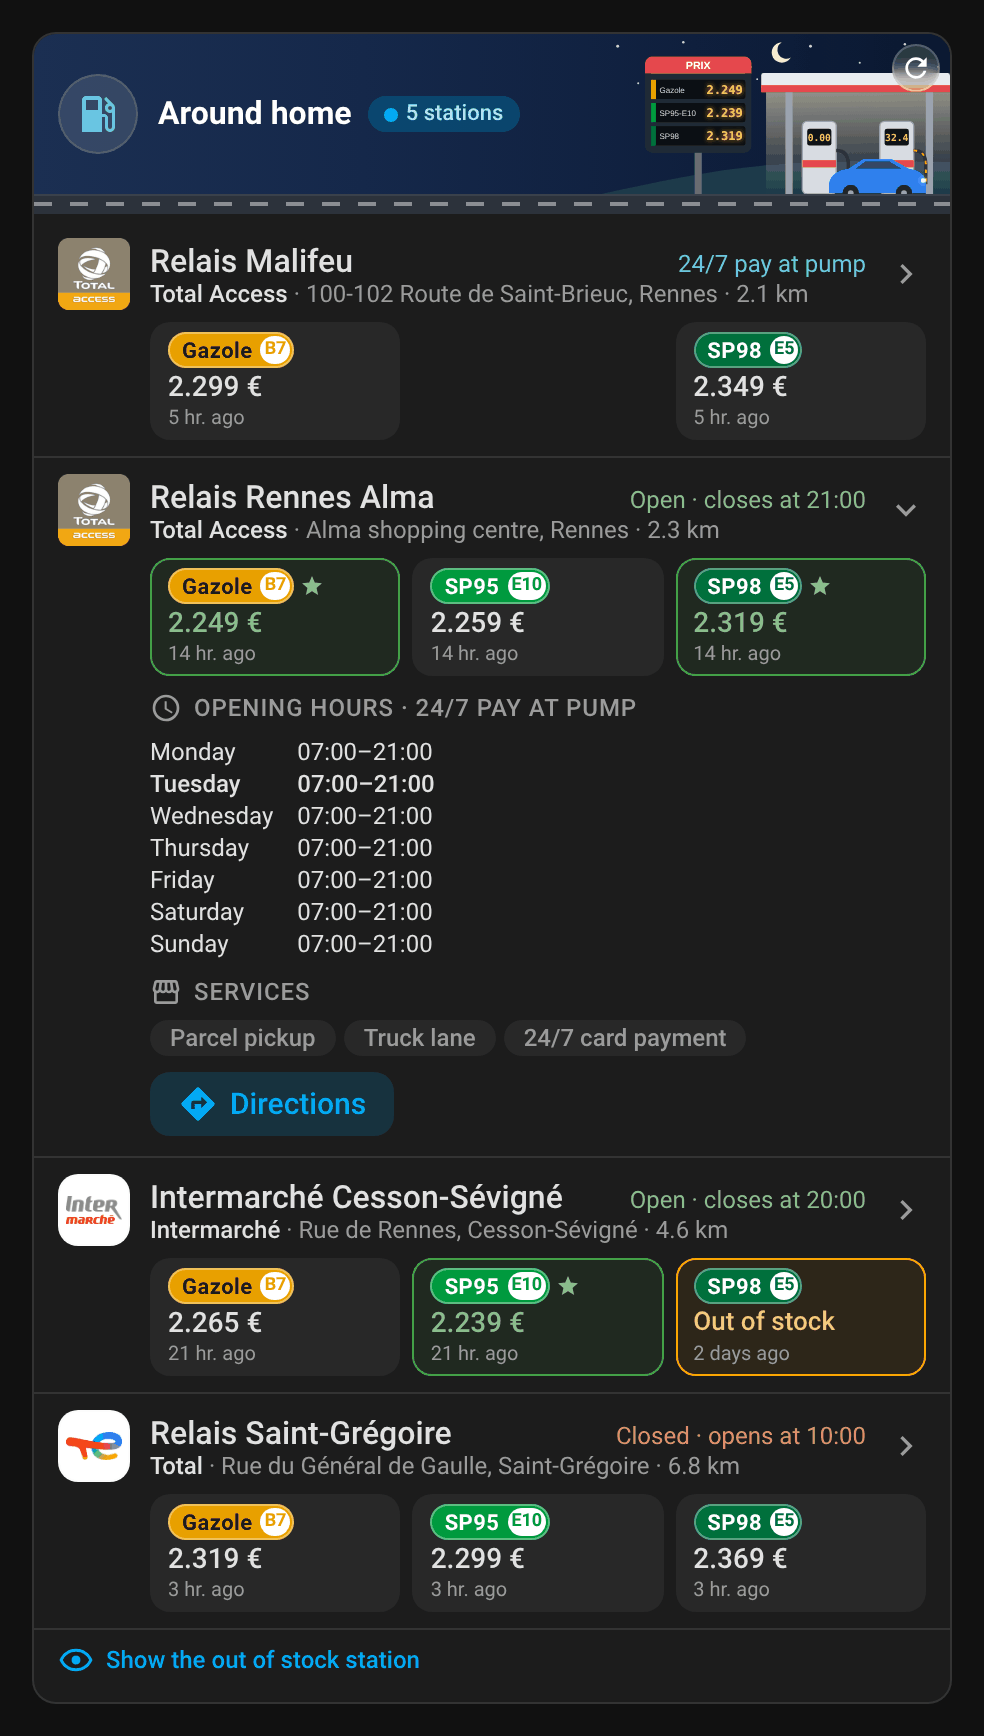 Around home
5 stations
PRIX
Gazole 2.249
SP95-E10 2.239
SP98 2.319
0.00
32.4
TOTAL
access
Relais Malifeu
24/7 pay at pump
Total Access · 100-102 Route de Saint-Brieuc, Rennes · 2.1 km
Gazole B7
2.299 €
5 hr. ago
SP98 E5
2.349 €
5 hr. ago
TOTAL
access
Relais Rennes Alma
Open · closes at 21:00
Total Access · Alma shopping centre, Rennes · 2.3 km
Gazole B7
2.249 €
14 hr. ago
SP95 E10
2.259 €
14 hr. ago
SP98 E5
2.319 €
14 hr. ago
OPENING HOURS · 24/7 PAY AT PUMP
Monday 07:00–21:00
Tuesday 07:00–21:00
Wednesday 07:00–21:00
Thursday 07:00–21:00
Friday 07:00–21:00
Saturday 07:00–21:00
Sunday 07:00–21:00
SERVICES
Parcel pickup
Truck lane
24/7 card payment
Directions
Inter
marché
Intermarché Cesson-Sévigné
Open · closes at 20:00
Intermarché · Rue de Rennes, Cesson-Sévigné · 4.6 km
Gazole B7
2.265 €
21 hr. ago
SP95 E10
2.239 €
21 hr. ago
SP98 E5
Out of stock
2 days ago
Relais Saint-Grégoire
Closed · opens at 10:00
Total · Rue du Général de Gaulle, Saint-Grégoire · 6.8 km
Gazole B7
2.319 €
3 hr. ago
SP95 E10
2.299 €
3 hr. ago
SP98 E5
2.369 €
3 hr. ago
Show the out of stock station